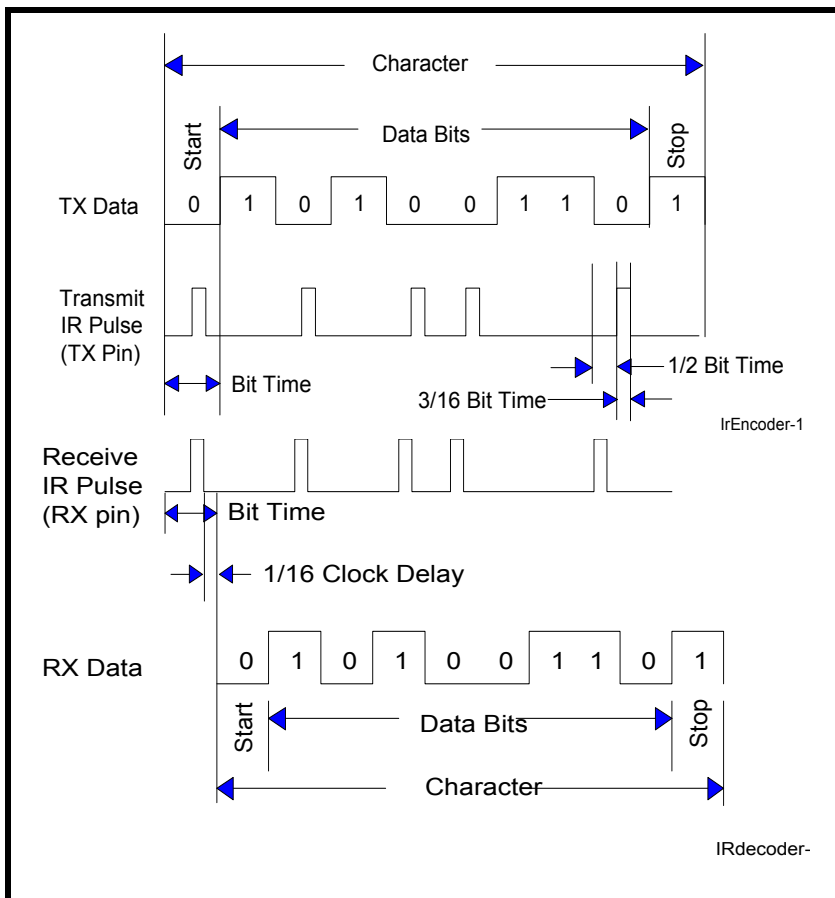 Character
Start
Data Bits
Stop
TX Data
0 1 0 1 0 0 1 1 0 1
Transmit
IR Pulse
(TX Pin)
1/2 Bit Time
Bit Time
3/16 Bit Time
IrEncoder-1
Receive
IR Pulse
(RX pin)
Bit Time
1/16 Clock Delay
RX Data
0 1 0 1 0 0 1 1 0 1
Start
Data Bits
Stop
Character
IRdecoder-